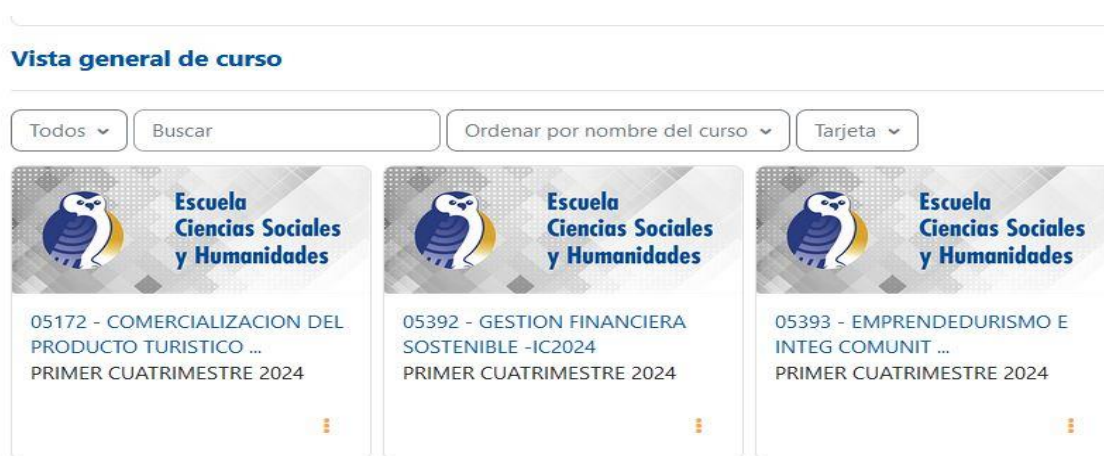 Vista general de curso
Todos
Buscar
Ordenar por nombre del curso
Tarjeta
Escuela
Ciencias Sociales
y Humanidades
05172 - COMERCIALIZACION DEL
PRODUCTO TURISTICO ...
PRIMER CUATRIMESTRE 2024
Escuela
Ciencias Sociales
y Humanidades
05392 - GESTION FINANCIERA
SOSTENIBLE -IC2024
PRIMER CUATRIMESTRE 2024
Escuela
Ciencias Sociales
y Humanidades
05393 - EMPRENDEDURISMO E
INTEG COMUNIT ...
PRIMER CUATRIMESTRE 2024